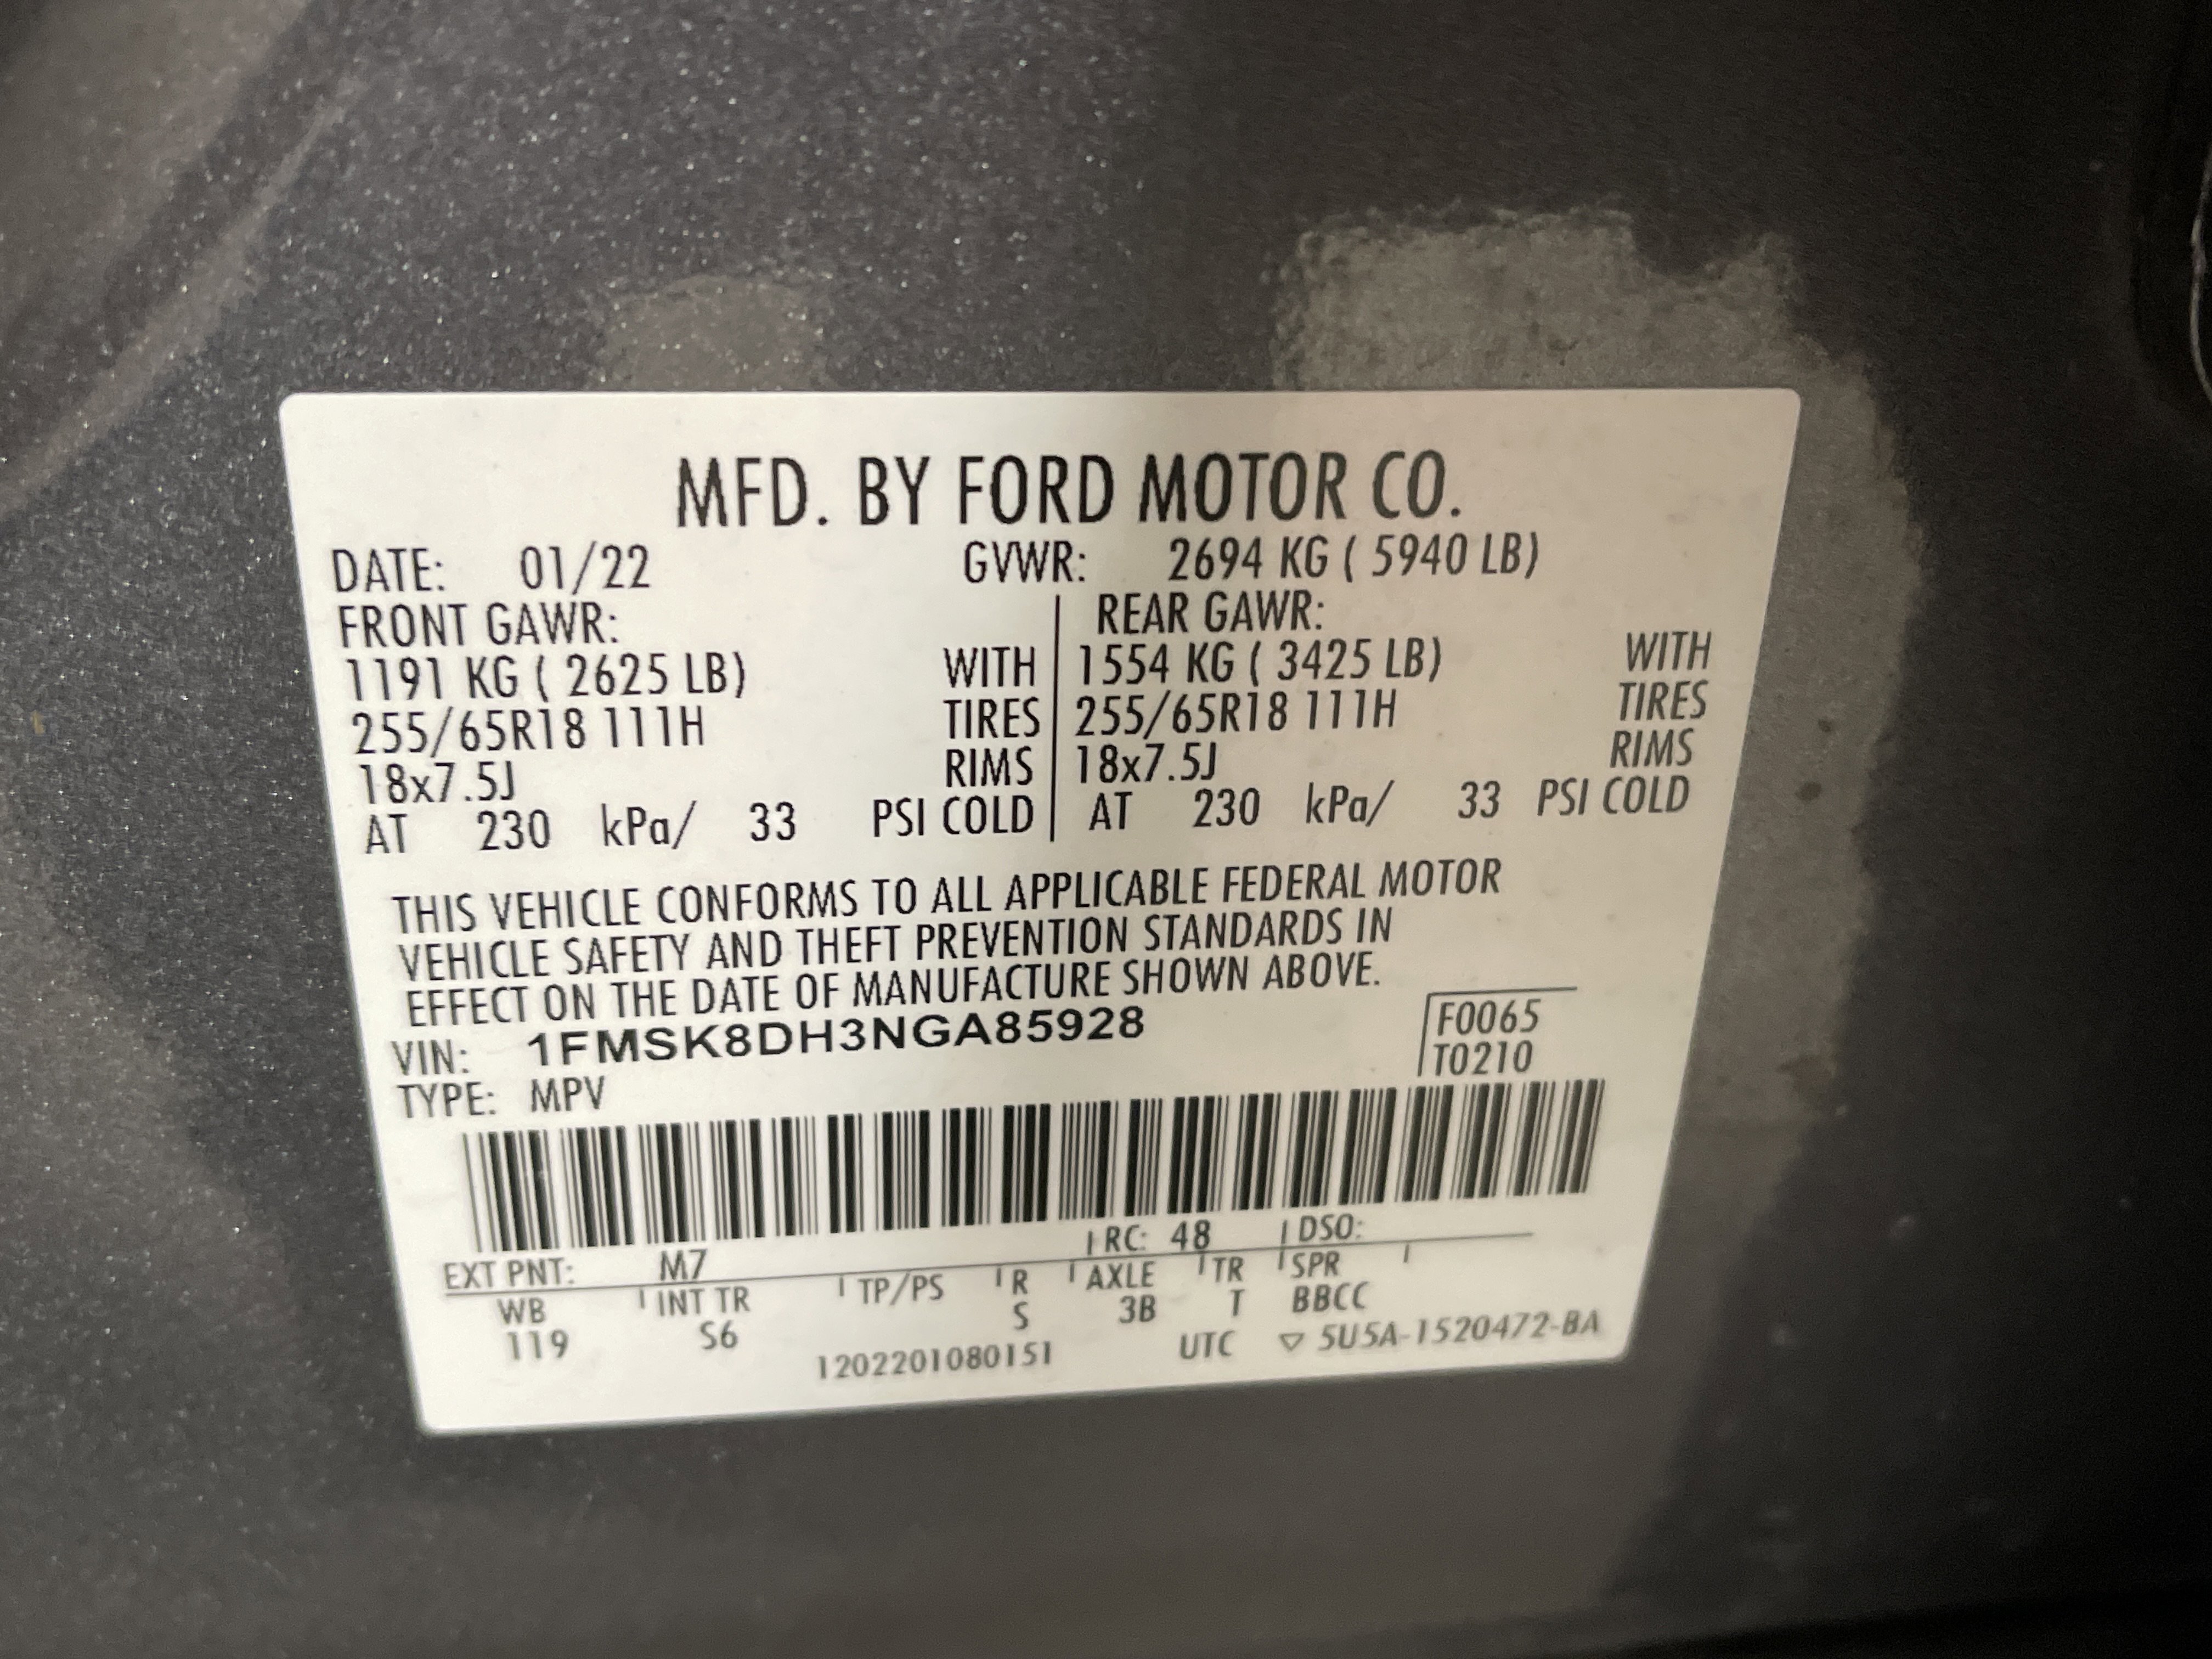 MFD. BY FORD MOTOR CO.
DATE: 01/22 GVWR: 2694 KG ( 5940 LB)
FRONT GAWR: REAR GAWR:
1191 KG ( 2625 LB) WITH 1554 KG ( 3425 LB) WITH
255/65R18 111H TIRES 255/65R18 111H TIRES
18x7.5J RIMS 18x7.5J RIMS
AT 230 kPa/ 33 PSI COLD AT 230 kPa/ 33 PSI COLD
THIS VEHICLE CONFORMS TO ALL APPLICABLE FEDERAL MOTOR
VEHICLE SAFETY AND THEFT PREVENTION STANDARDS IN
EFFECT ON THE DATE OF MANUFACTURE SHOWN ABOVE.
VIN: 1FMSK8DH3NGA85928 F0065
TYPE: MPV T0210
EXT PNT: M7 RC: 48 DSO:
WB INT TR TP/PS R AXLE TR SPR
119 S6 S 3B T BBCC
1202201080151 UTC ▽ 5U5A-1520472-BA